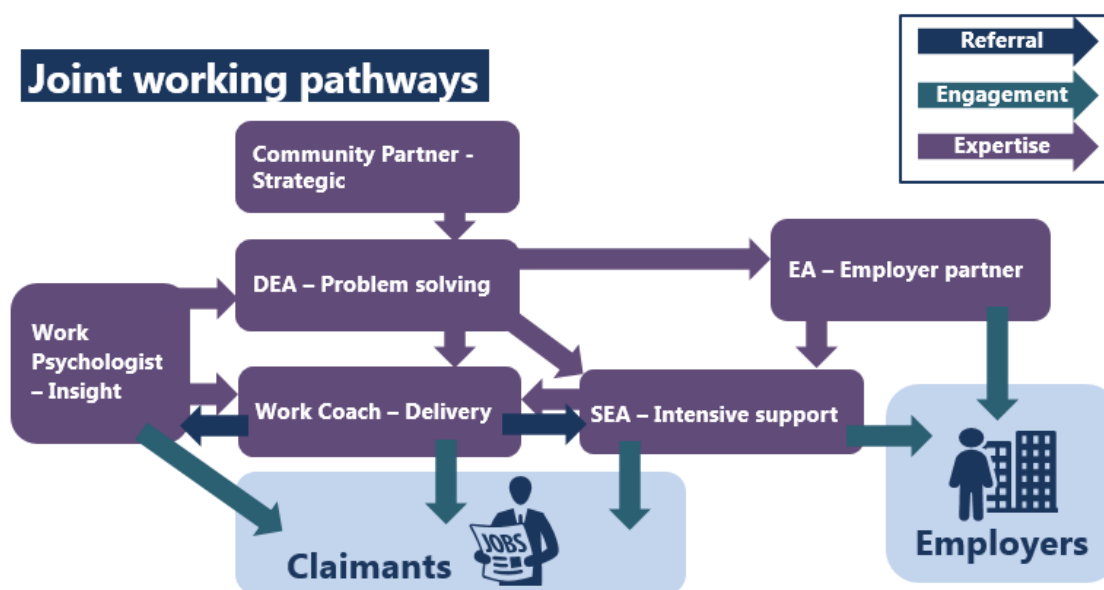 Joint working pathways
Referral
Engagement
Expertise
Community Partner -
Strategic
DEA – Problem solving
EA – Employer partner
Work
Psychologist
– Insight
Work Coach – Delivery
SEA – Intensive support
JOBS
Claimants
Employers